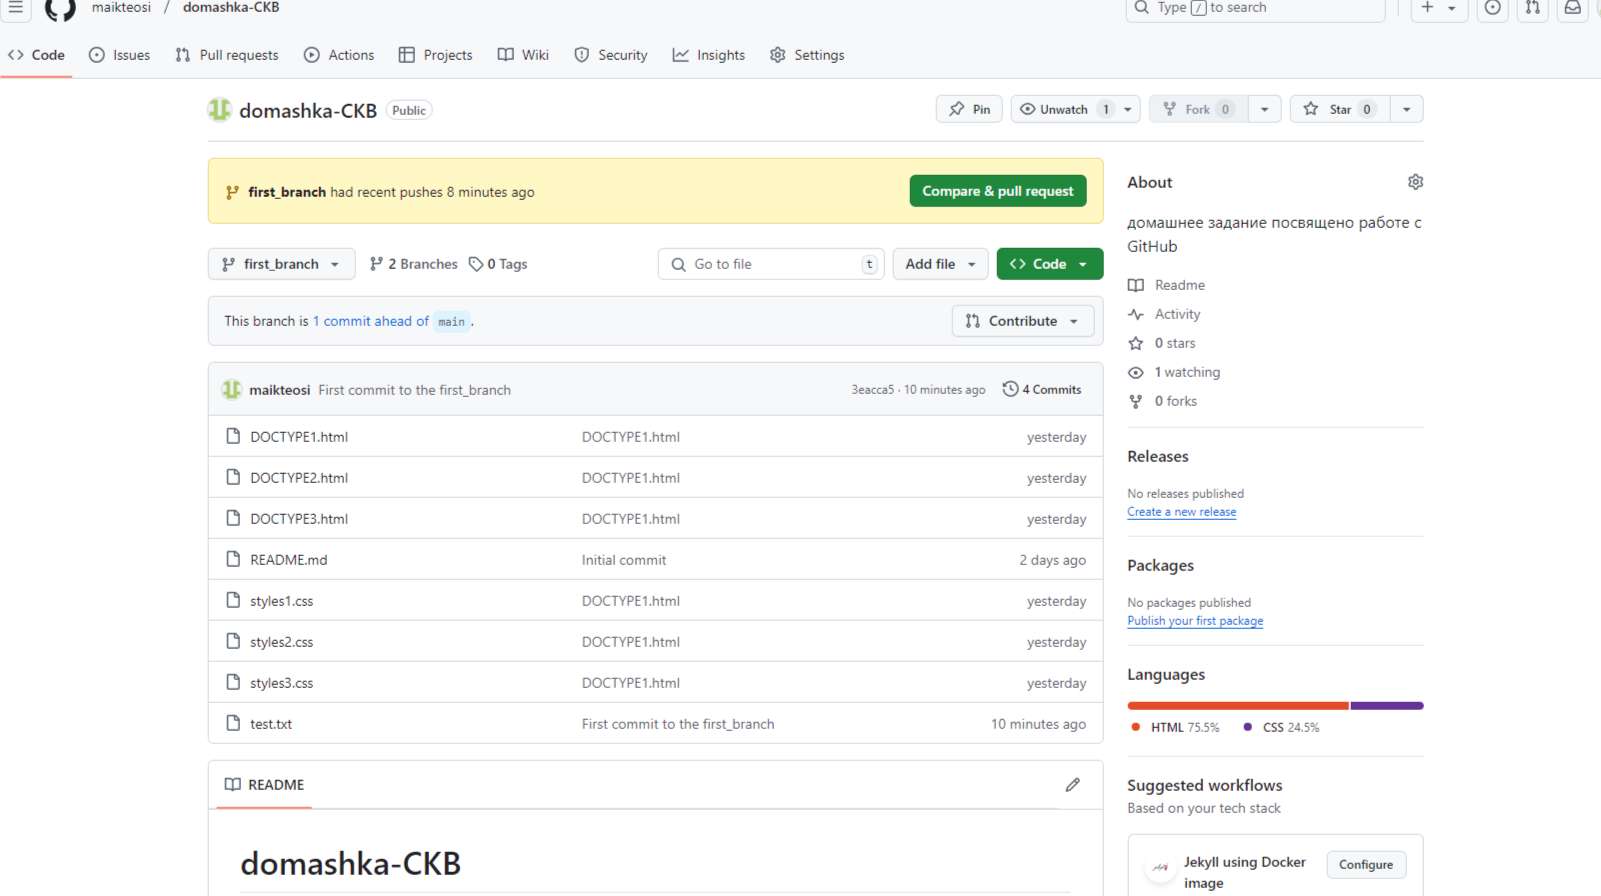 maikteosi / domashka-CKB
Type / to search
Code Issues Pull requests Actions Projects Wiki Security Insights Settings
domashka-CKB Public
Pin Unwatch 1 Fork 0 Star 0
first_branch had recent pushes 8 minutes ago Compare & pull request
first_branch 2 Branches 0 Tags Go to file t Add file Code
This branch is 1 commit ahead of main .
Contribute
maikteosi First commit to the first_branch 3eacca5 · 10 minutes ago 4 Commits
DOCTYPE1.html DOCTYPE1.html yesterday
DOCTYPE2.html DOCTYPE1.html yesterday
DOCTYPE3.html DOCTYPE1.html yesterday
README.md Initial commit 2 days ago
styles1.css DOCTYPE1.html yesterday
styles2.css DOCTYPE1.html yesterday
styles3.css DOCTYPE1.html yesterday
test.txt First commit to the first_branch 10 minutes ago
README
domashka-CKB
About
домашнее задание посвящено работе с
GitHub
Readme
Activity
0 stars
1 watching
0 forks
Releases
No releases published
Create a new release
Packages
No packages published
Publish your first package
Languages
HTML 75.5% CSS 24.5%
Suggested workflows
Based on your tech stack
Jekyll using Docker
image
Configure